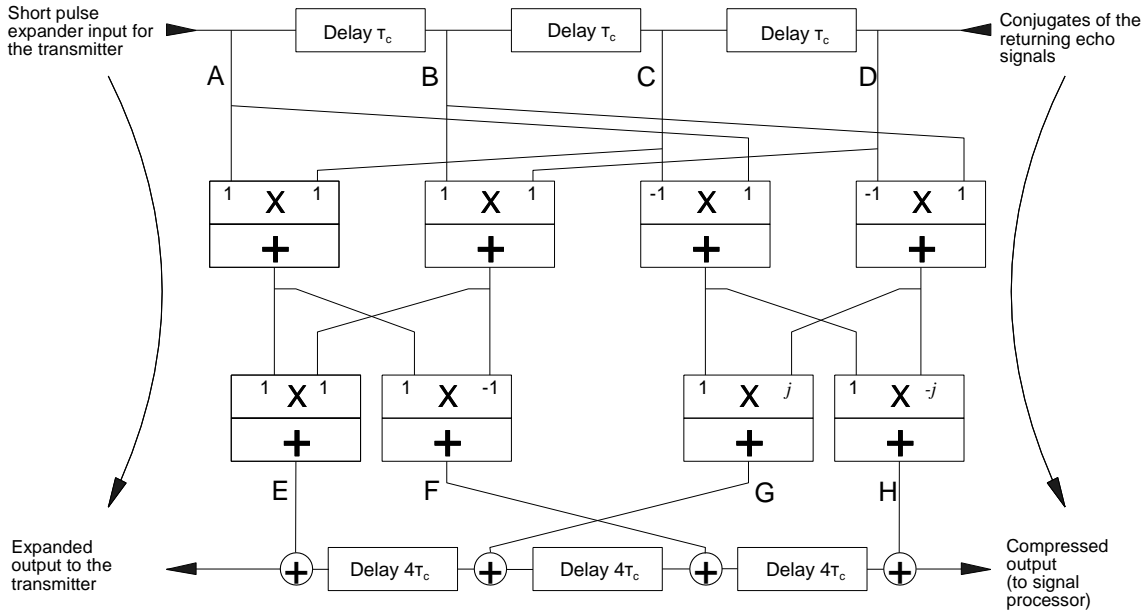 Short pulse
expander input for
the transmitter
Delay τc
Delay τc
Delay τc
Conjugates of the
returning echo
signals
A
B
C
D
1 X 1
1 X 1
-1 X 1
-1 X 1
+
+
+
+
1 X 1
1 X -1
1 X j
1 X -j
+
+
+
+
E
F
G
H
Expanded
output to the
transmitter
+
Delay 4τc
+
Delay 4τc
+
Delay 4τc
+
Compressed
output
(to signal
processor)